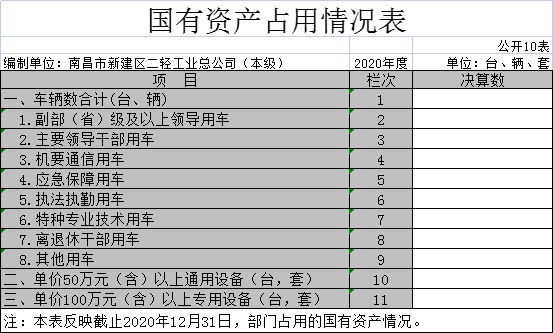 国有资产占用情况表
公开10表
编制单位：南昌市新建区二轻工业总公司（本级） 2020年度 单位：台、辆、套
项 目 栏次 决算数
一、车辆数合计(台、辆) 1
1.副部（省）级及以上领导用车 2
2.主要领导干部用车 3
3.机要通信用车 4
4.应急保障用车 5
5.执法执勤用车 6
6.特种专业技术用车 7
7.离退休干部用车 8
8.其他用车 9
二、单价50万元（含）以上通用设备（台，套） 10
三、单价100万元（含）以上专用设备（台，套） 11
注：本表反映截止2020年12月31日，部门占用的国有资产情况。